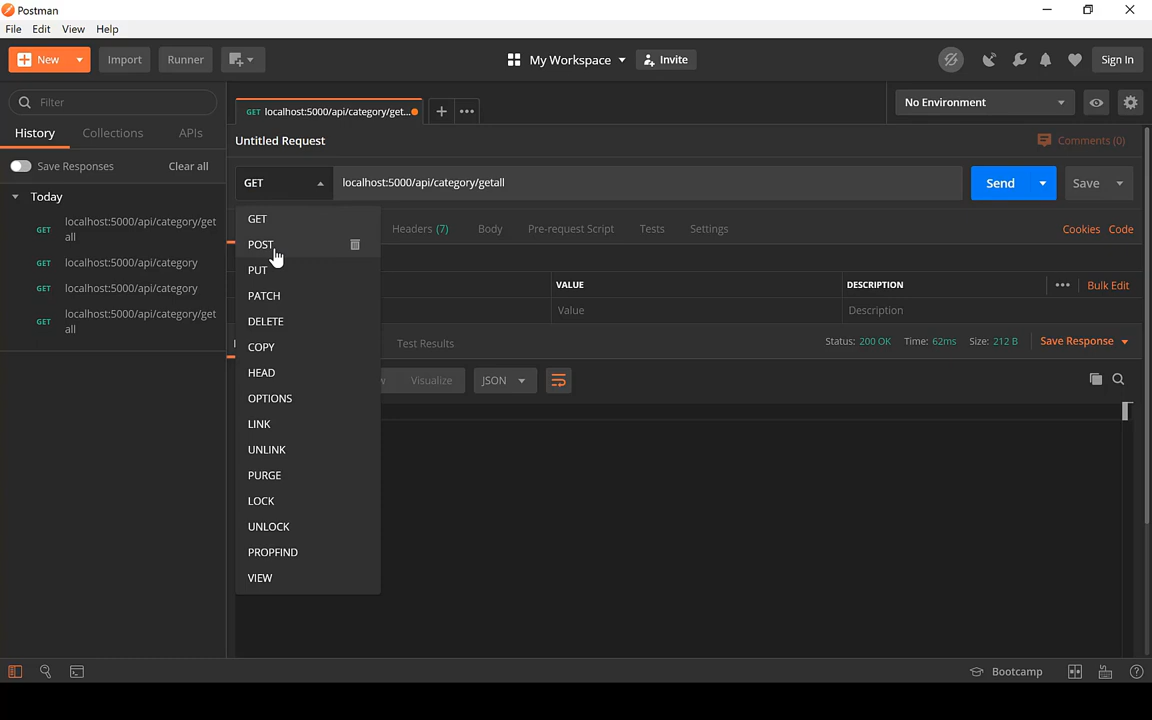 Postman
File Edit View Help
New Import Runner My Workspace Invite Sign In
Filter
GET localhost:5000/api/category/get...
No Environment
History Collections APIs
Untitled Request
Comments (0)
Save Responses Clear all
GET localhost:5000/api/category/getall Send Save
Today
GET localhost:5000/api/category/get
all
GET localhost:5000/api/category
GET localhost:5000/api/category
GET localhost:5000/api/category/get
all
GET
POST
PUT
PATCH
DELETE
COPY
HEAD
OPTIONS
LINK
UNLINK
PURGE
LOCK
UNLOCK
PROPFIND
VIEW
Headers (7) Body Pre-request Script Tests Settings Cookies Code
VALUE DESCRIPTION Bulk Edit
Value Description
Test Results Status: 200 OK Time: 62ms Size: 212 B Save Response
Visualize JSON
Bootcamp